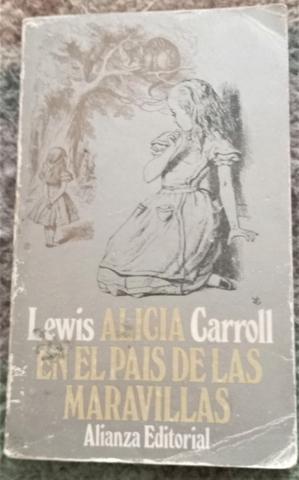 Lewis ALICIA Carroll
EN EL PAIS DE LAS
MARAVILLAS
Alianza Editorial